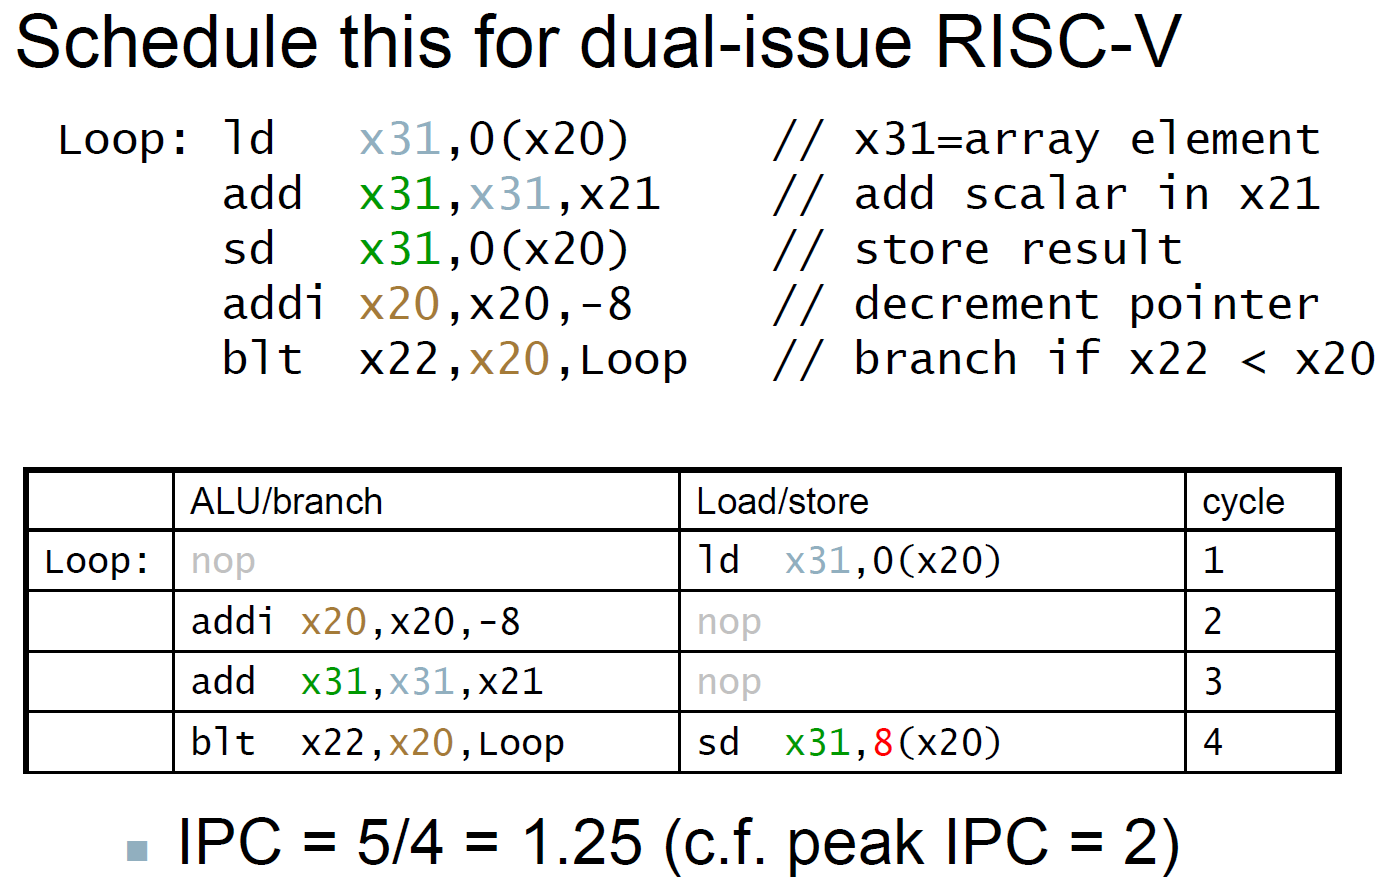 Schedule this for dual-issue RISC-V
Loop: ld x31,0(x20) // x31=array element
add x31,x31,x21 // add scalar in x21
sd x31,0(x20) // store result
addi x20,x20,-8 // decrement pointer
blt x22,x20,Loop // branch if x22 < x20
ALU/branch Load/store cycle
Loop: nop ld x31,0(x20) 1
addi x20,x20,-8 nop 2
add x31,x31,x21 nop 3
blt x22,x20,Loop sd x31,8(x20) 4
IPC = 5/4 = 1.25 (c.f. peak IPC = 2)